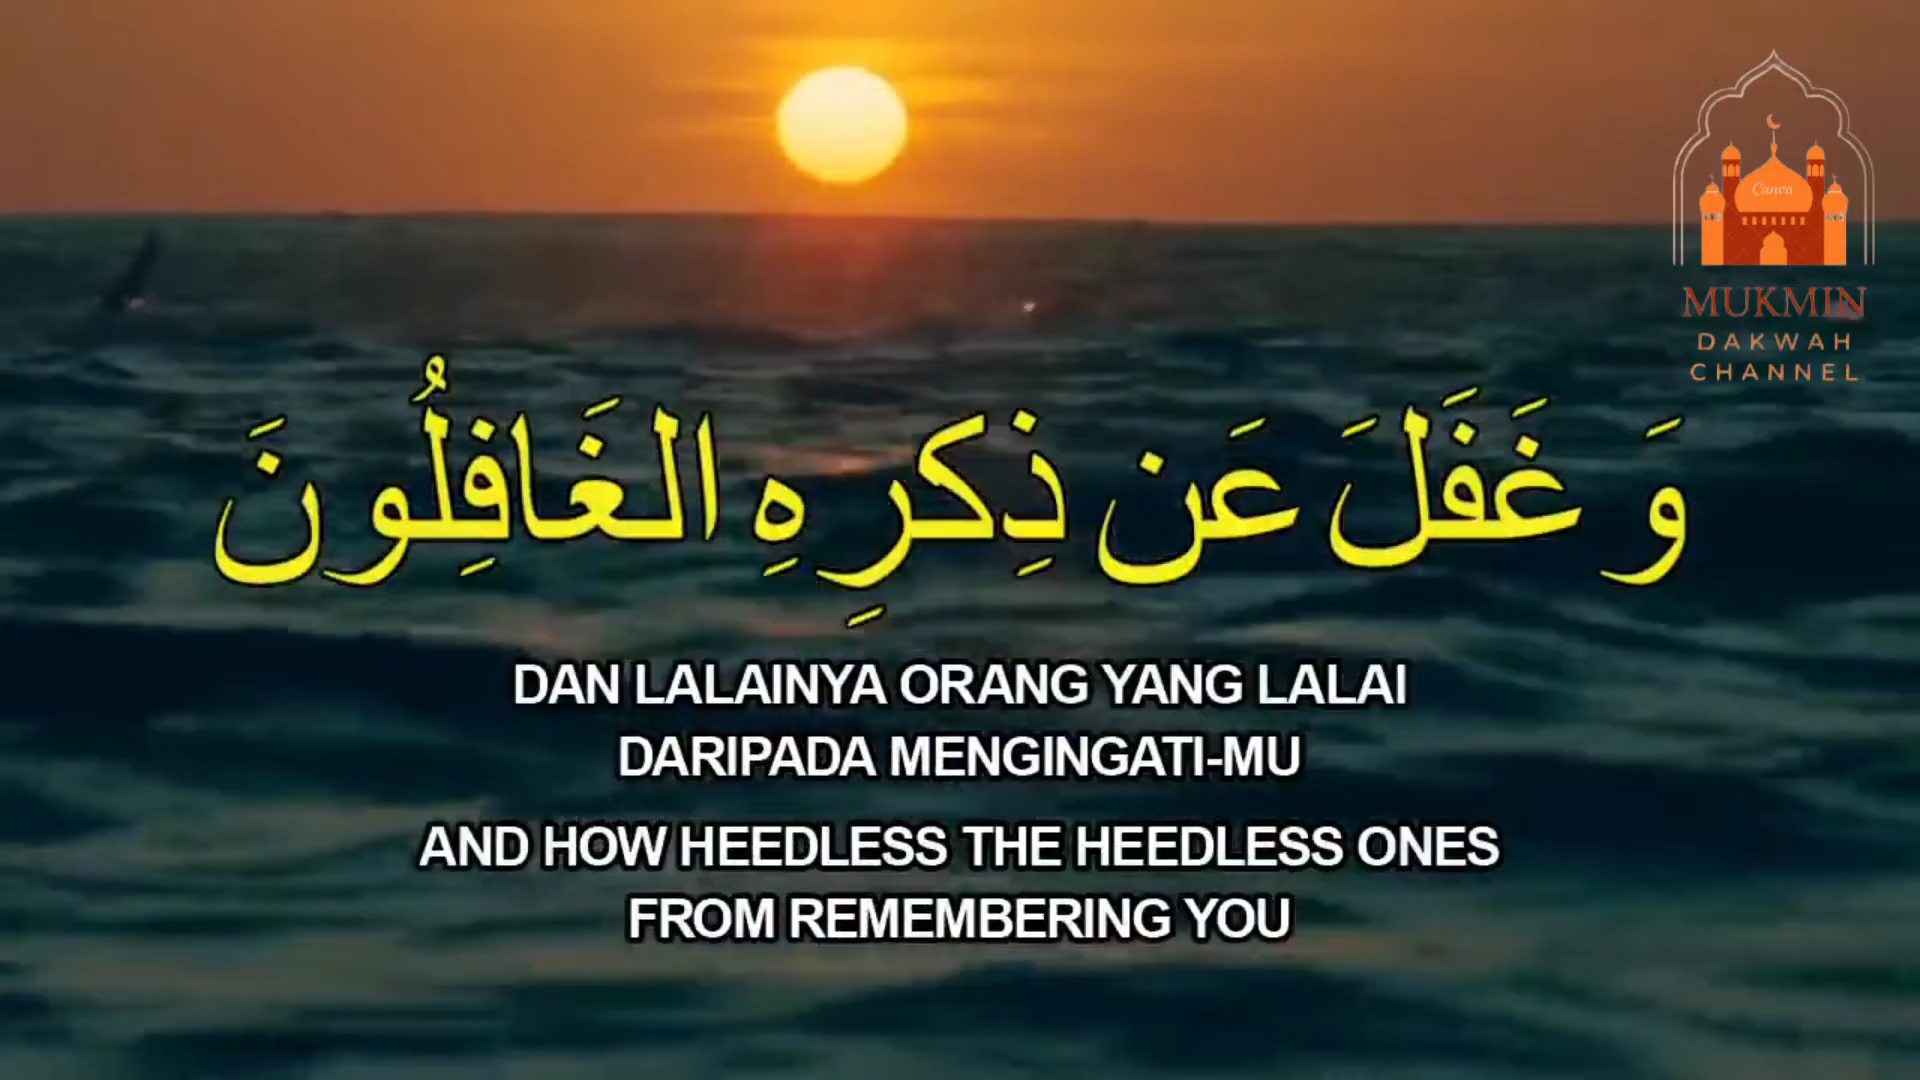 Canva
MUKMIN
DAKWAH
CHANNEL
وَ غَفَلَ عَن ذِكرِهِ الغَافِلُونَ
DAN LALAINYA ORANG YANG LALAI
DARIPADA MENGINGATI-MU
AND HOW HEEDLESS THE HEEDLESS ONES
FROM REMEMBERING YOU